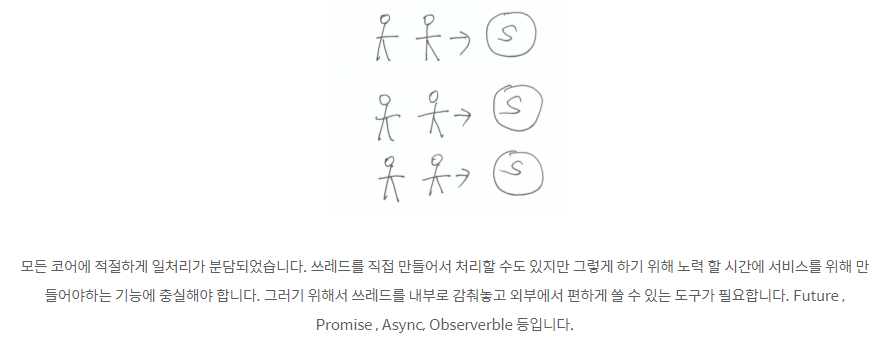 S
S
S
모든 코어에 적절하게 일처리가 분담되었습니다. 쓰레드를 직접 만들어서 처리할 수도 있지만 그렇게 하기 위해 노력 할 시간에 서비스를 위해 만
들어야하는 기능에 충실해야 합니다. 그러기 위해서 쓰레드를 내부로 감춰놓고 외부에서 편하게 쓸 수 있는 도구가 필요합니다. Future ,
Promise , Async, Observerble 등입니다.